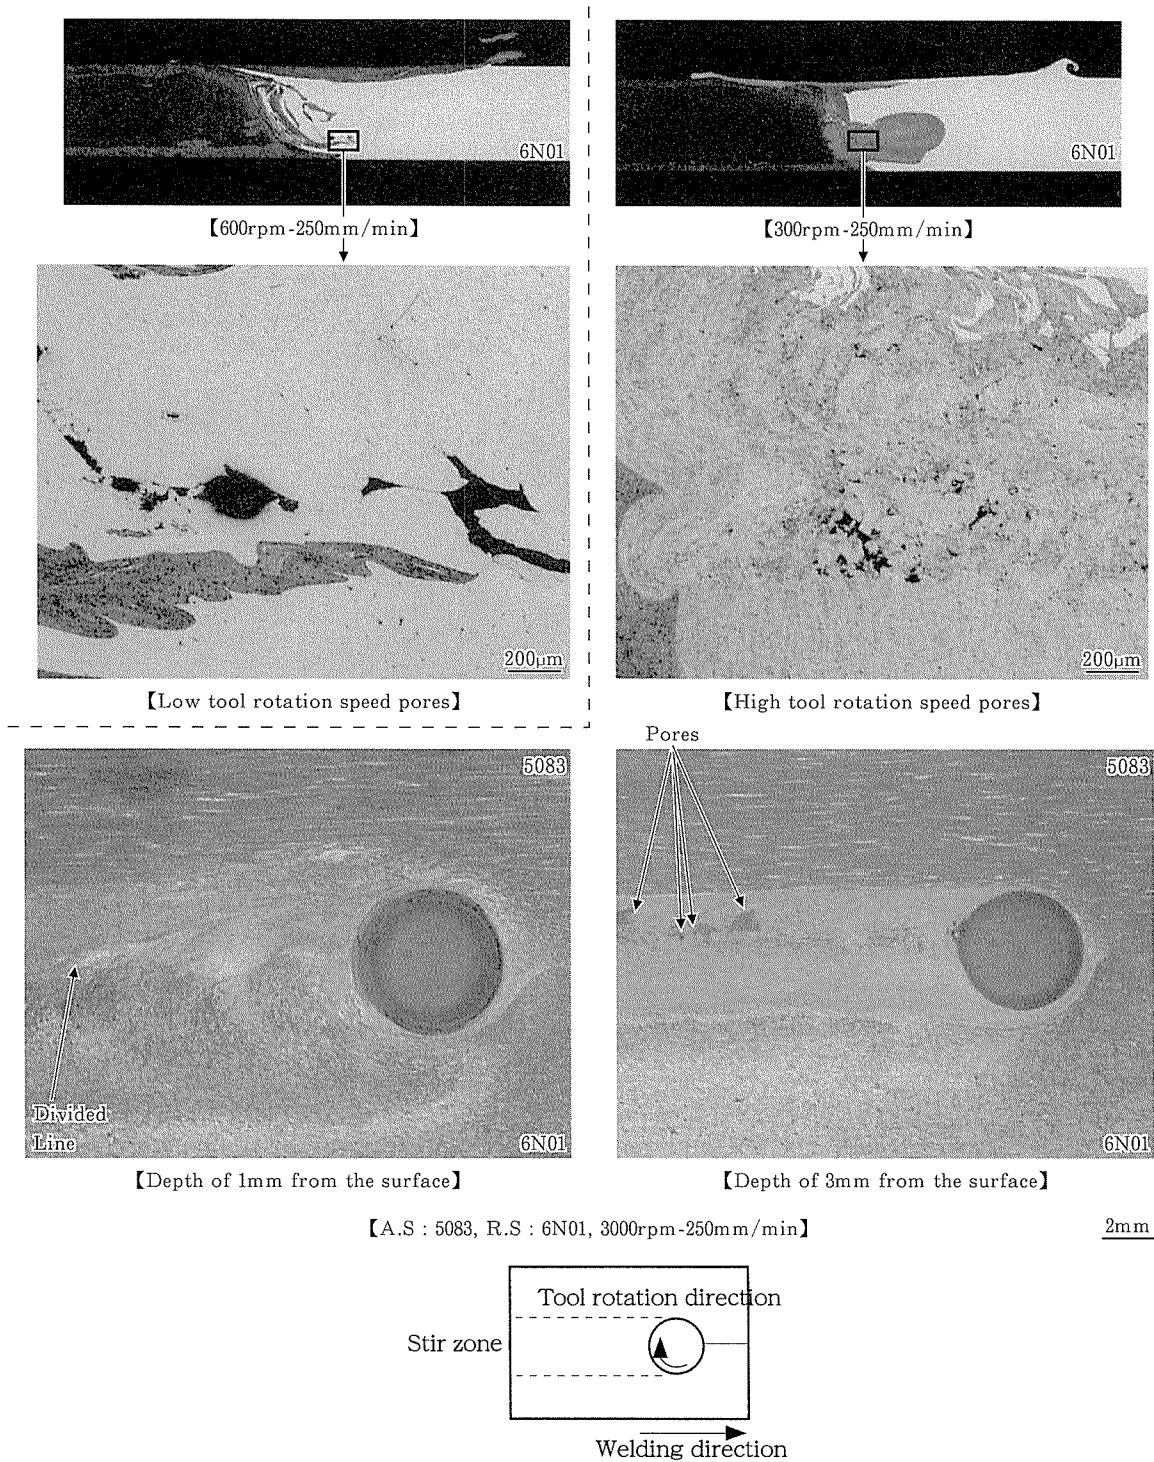 6N01
6N01
【600rpm-250mm/min】
【300rpm-250mm/min】
200μm
200μm
【Low tool rotation speed pores】
【High tool rotation speed pores】
Pores
5083
5083
Divided
Line
6N01
6N01
【Depth of 1mm from the surface】
【Depth of 3mm from the surface】
【A.S : 5083, R.S : 6N01, 3000rpm-250mm/min】
2mm
Tool rotation direction
Stir zone
Welding direction